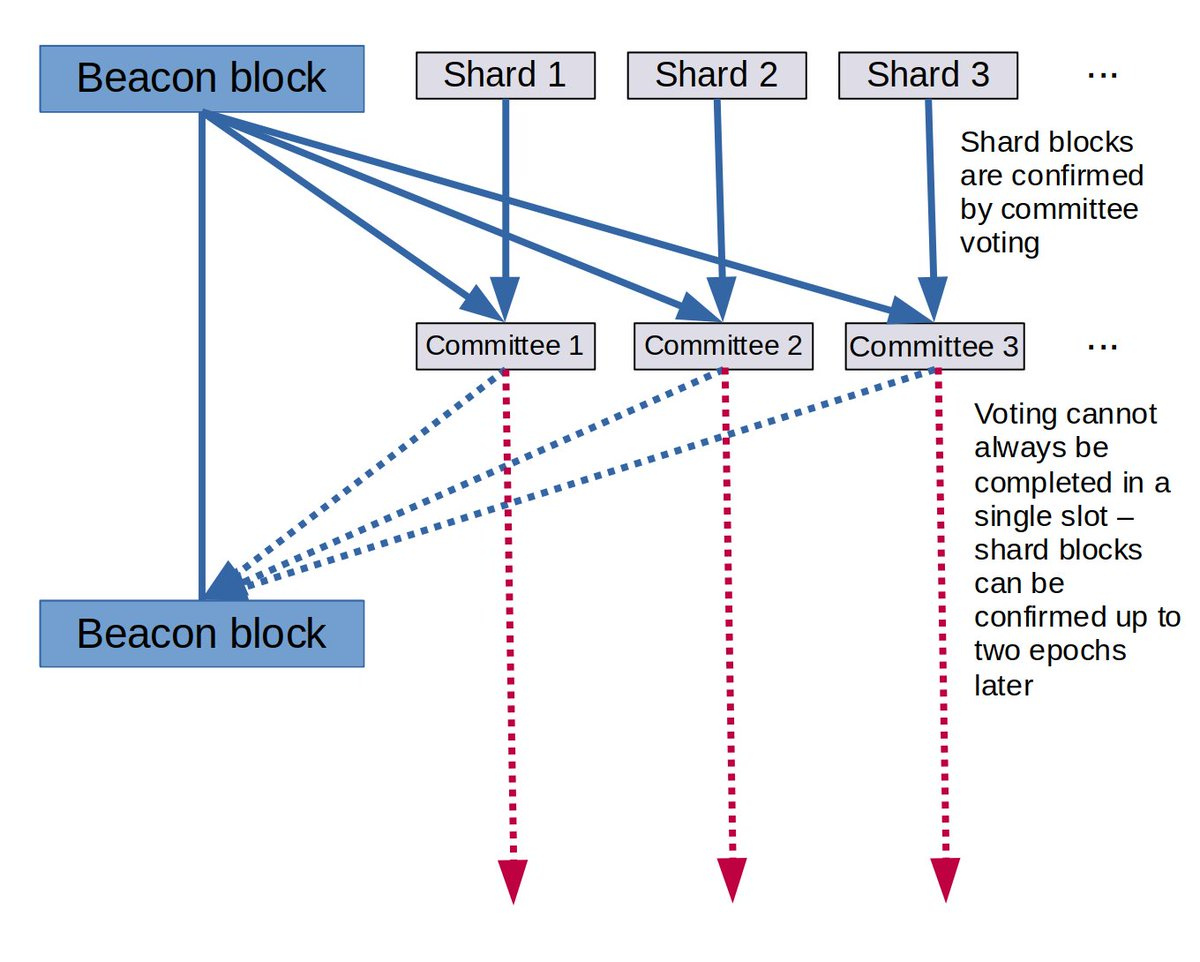 Beacon block
Shard 1
Shard 2
Shard 3
...
Shard blocks
are confirmed
by committee
voting
Committee 1
Committee 2
Committee 3
...
Voting cannot
always be
completed in a
single slot –
shard blocks
can be
confirmed up to
two epochs
later
Beacon block